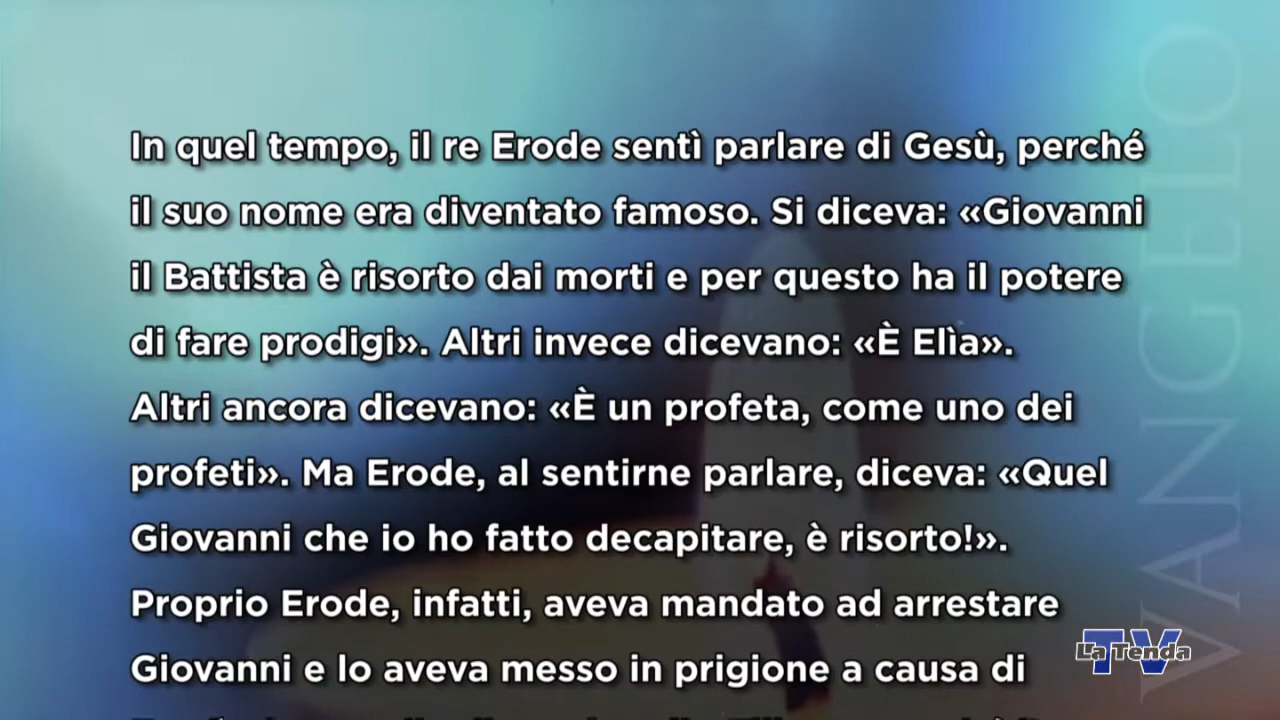 In quel tempo, il re Erode sentì parlare di Gesù, perché
il suo nome era diventato famoso. Si diceva: «Giovanni
il Battista è risorto dai morti e per questo ha il potere
di fare prodigi». Altri invece dicevano: «È Elìa».
Altri ancora dicevano: «È un profeta, come uno dei
profeti». Ma Erode, al sentirne parlare, diceva: «Quel
Giovanni che io ho fatto decapitare, è risorto!».
Proprio Erode, infatti, aveva mandato ad arrestare
Giovanni e lo aveva messo in prigione a causa di
VANGELO
TV
La Tenda